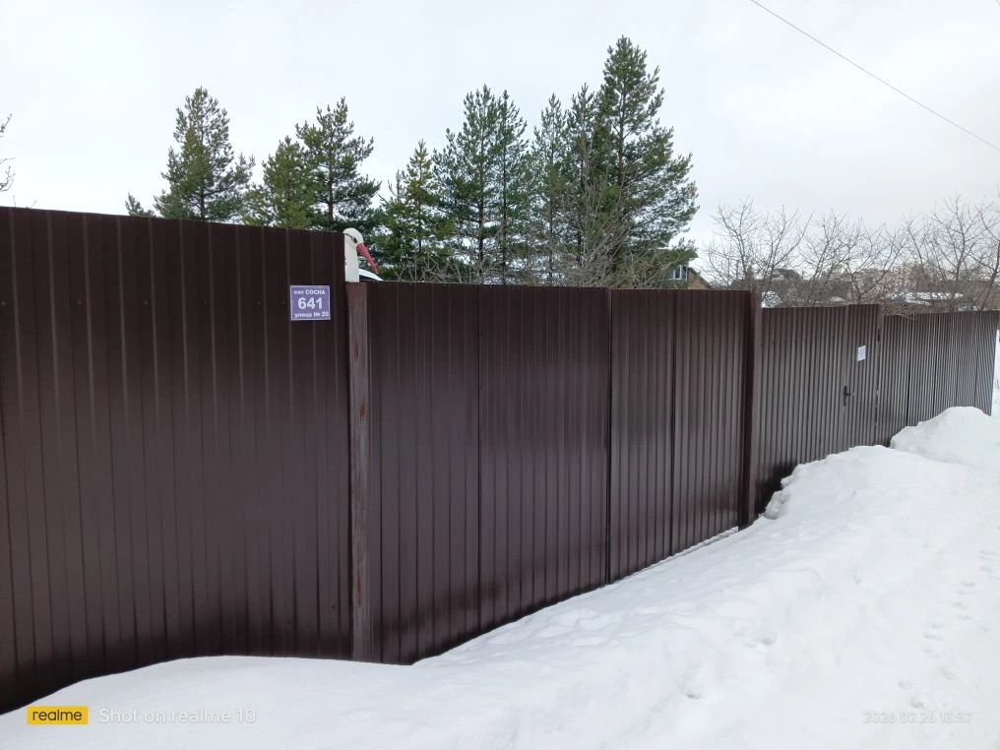 СНТ СОСНА
641
улица № 20
realme Shot on realme 10
2026 02 26 13:37